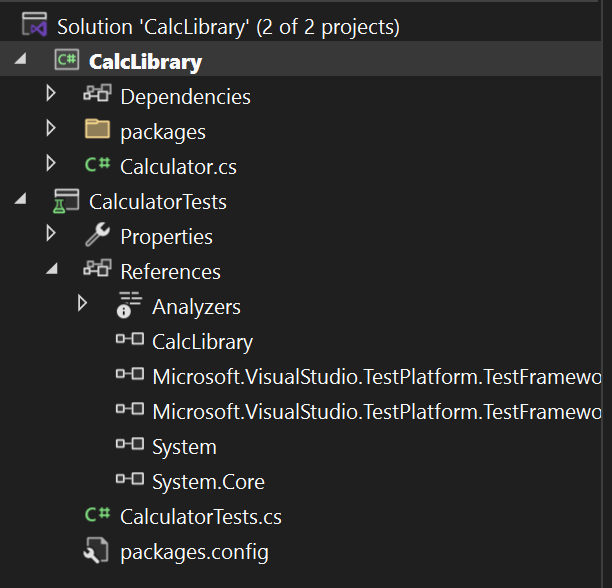 Solution 'CalcLibrary' (2 of 2 projects)
C# CalcLibrary
Dependencies
packages
C# Calculator.cs
CalculatorTests
Properties
References
Analyzers
CalcLibrary
Microsoft.VisualStudio.TestPlatform.TestFramewo
Microsoft.VisualStudio.TestPlatform.TestFramewo
System
System.Core
C# CalculatorTests.cs
packages.config